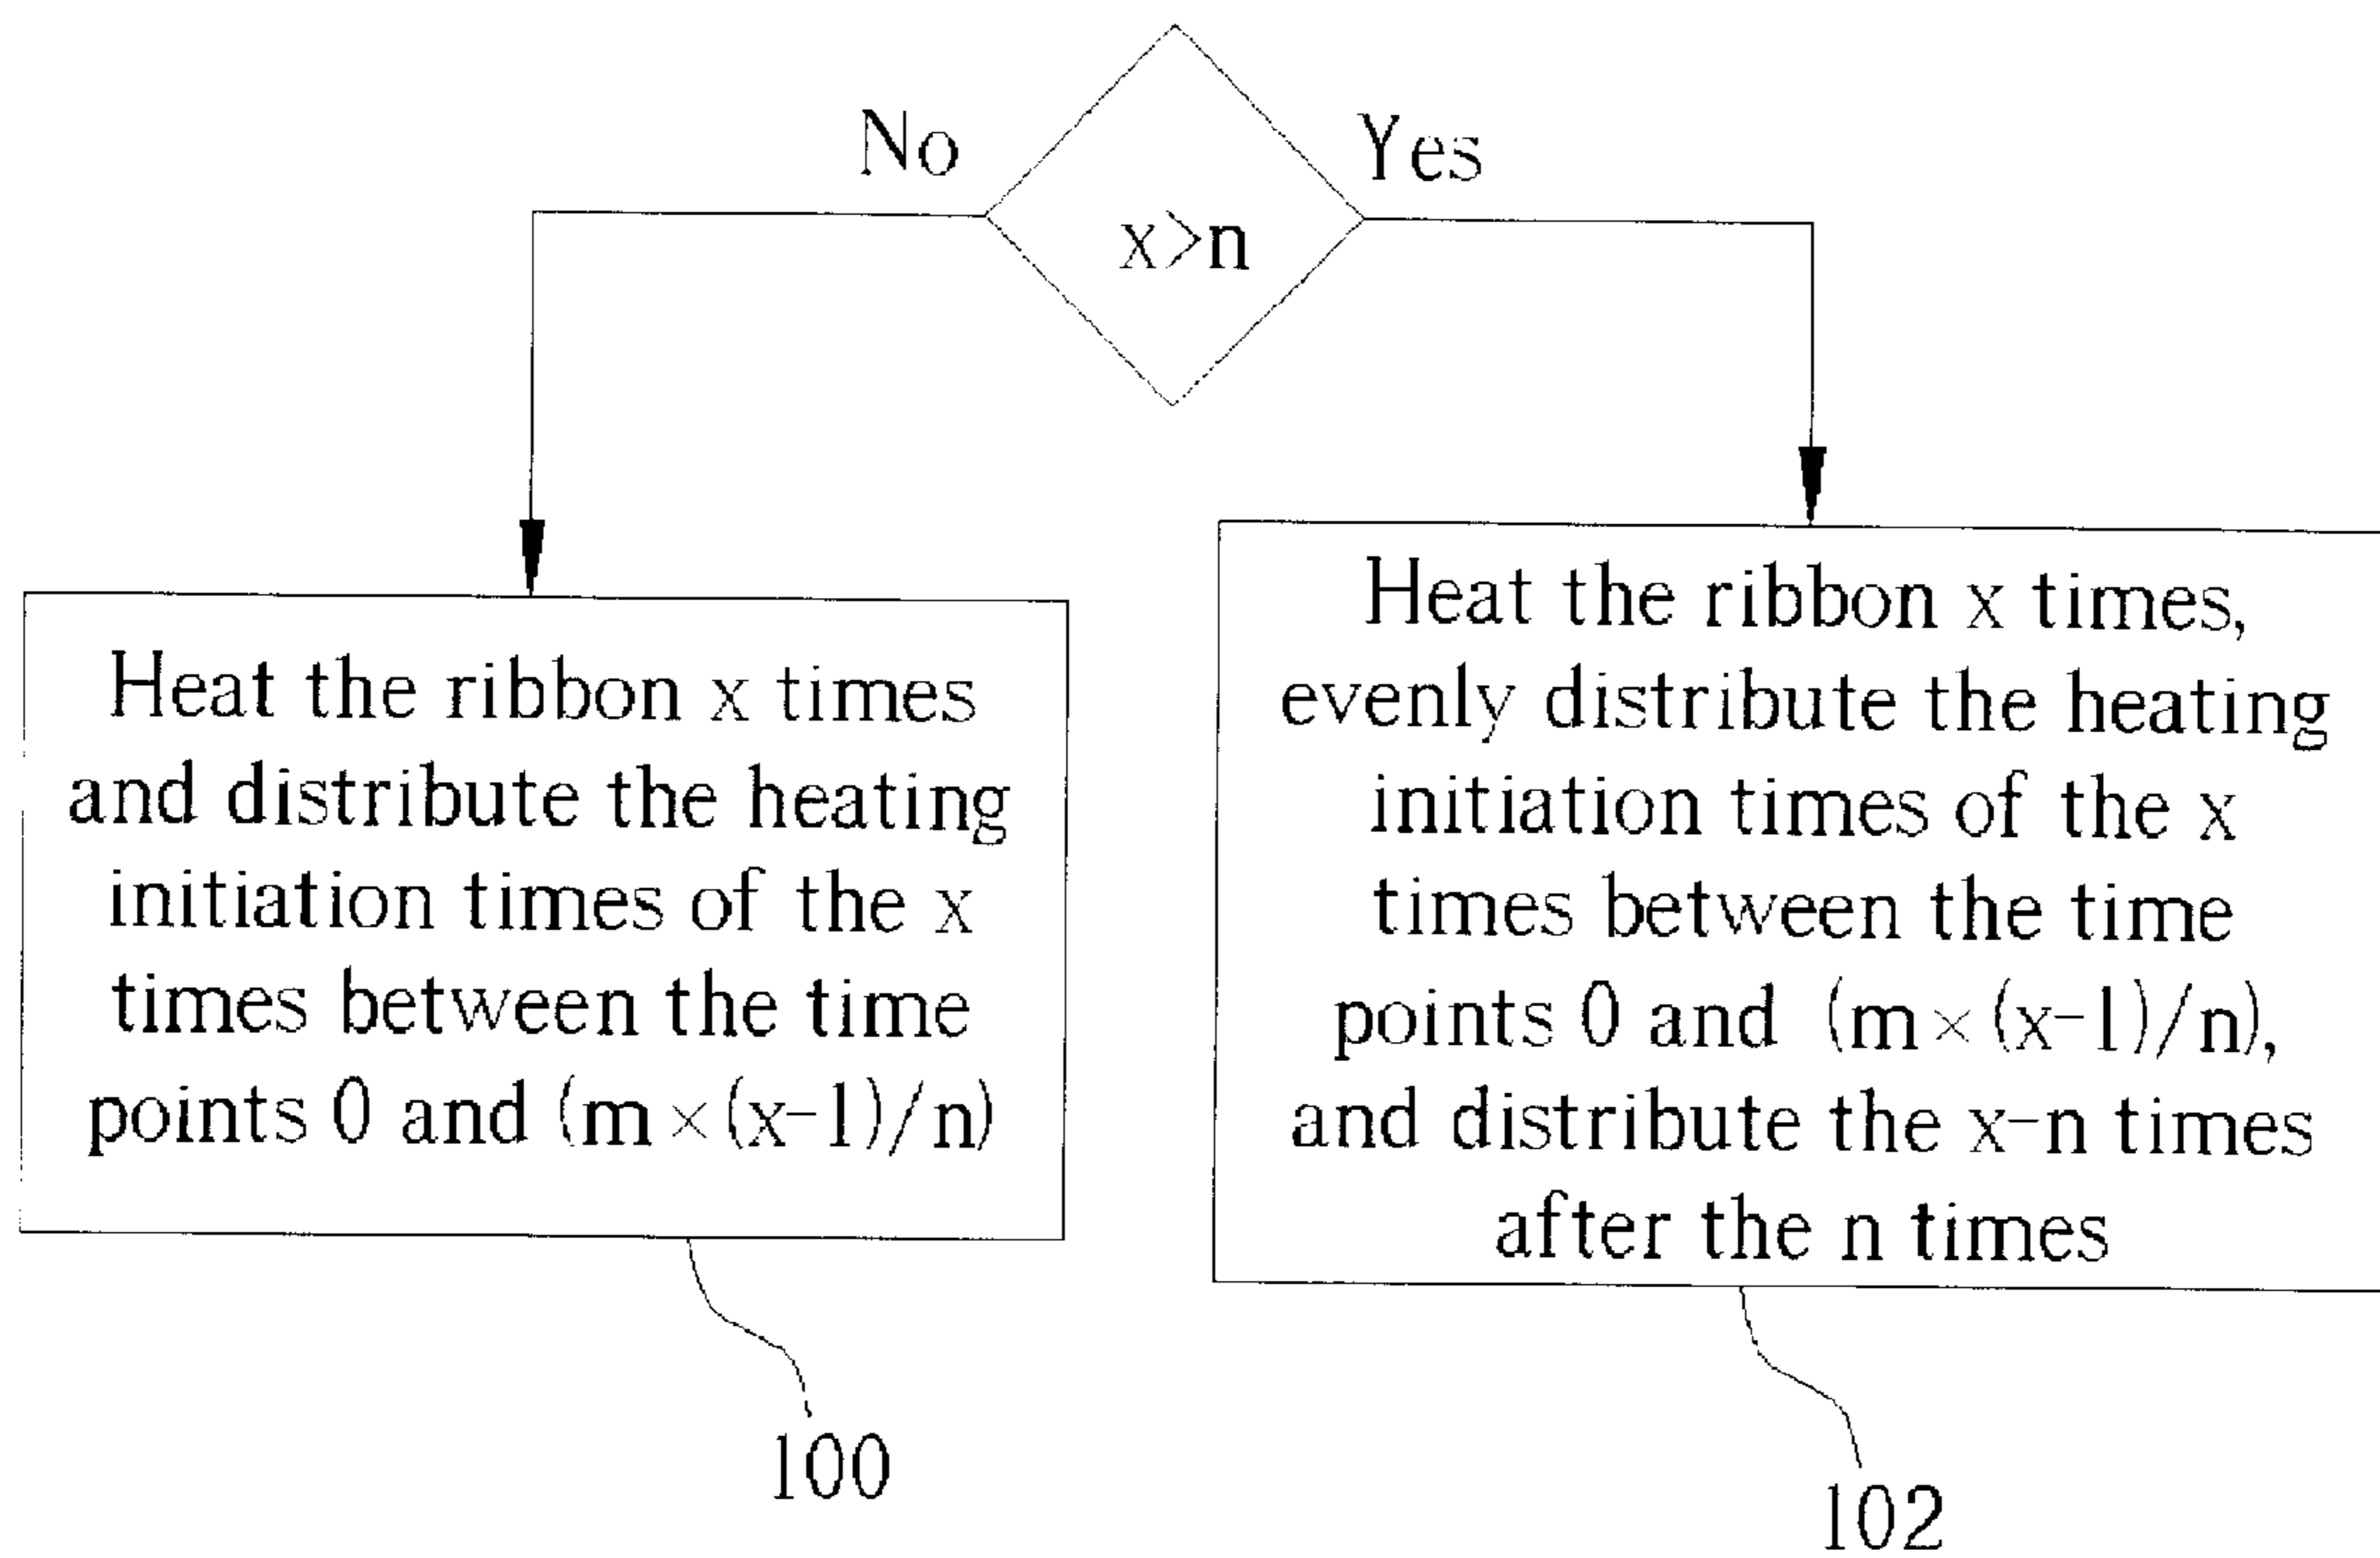 No
Yes
x>n
Heat the ribbon x times
and distribute the heating
initiation times of the x
times between the time
points 0 and (m×(x-1)/n)
Heat the ribbon x times,
evenly distribute the heating
initiation times of the x
times between the time
points 0 and (m×(x-1)/n),
and distribute the x-n times
after the n times
100
102